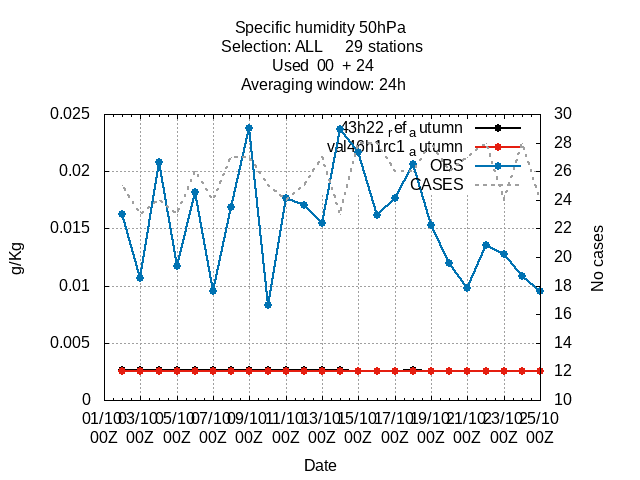 Specific humidity 50hPa
Selection: ALL 29 stations
Used 00 + 24
Averaging window: 24h
0.025
0.02
0.015
0.01
0.005
0
g/Kg
43h22_refautumn
val46h1rc1autumn
OBS
CASES
30
28
26
24
22
20
18
16
14
12
10
No cases
01/10 03/10 05/10 07/10 09/10 11/10 13/10 15/10 17/10 19/10 21/10 23/10 25/10
00Z 00Z 00Z 00Z 00Z 00Z 00Z 00Z 00Z 00Z 00Z 00Z 00Z
Date